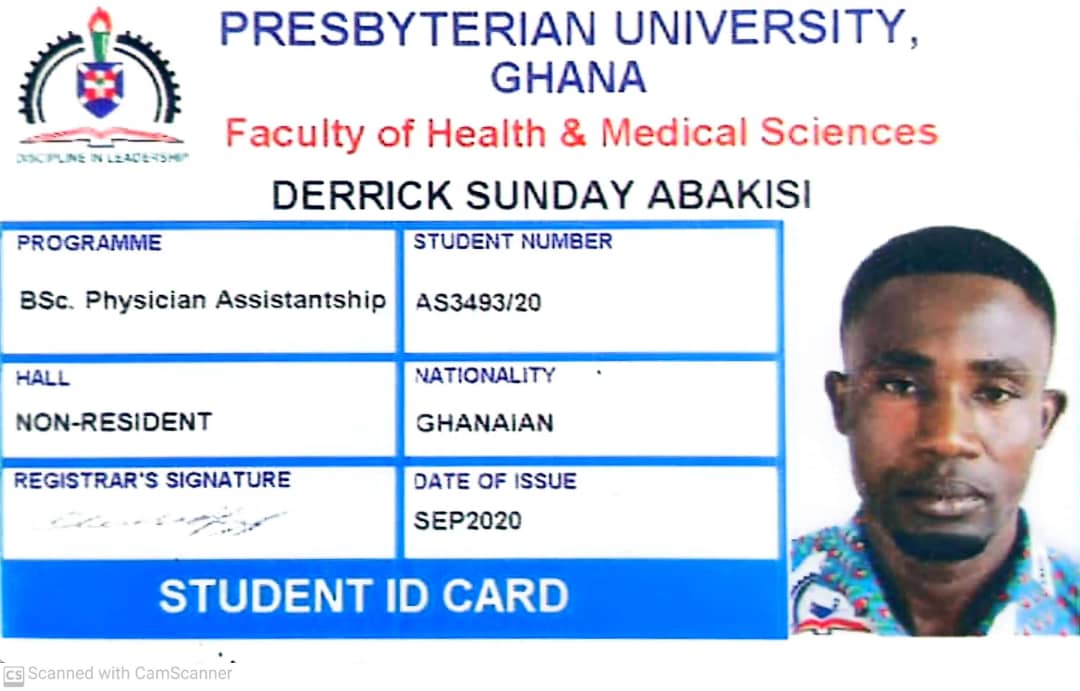 PRESBYTERIAN UNIVERSITY,
GHANA
Faculty of Health & Medical Sciences
DISCIPLINE IN LEADERSHIP
DERRICK SUNDAY ABAKISI
PROGRAMME
BSc. Physician Assistantship
STUDENT NUMBER
AS3493/20
HALL
NON-RESIDENT
NATIONALITY
GHANAIAN
REGISTRAR'S SIGNATURE
DATE OF ISSUE
SEP2020
STUDENT ID CARD
CS Scanned with CamScanner